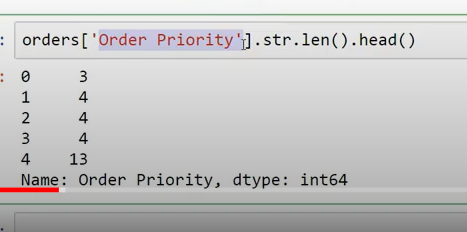 : orders['Order Priority'].str.len().head()
: 0 3
1 4
2 4
3 4
4 13
Name: Order Priority, dtype: int64